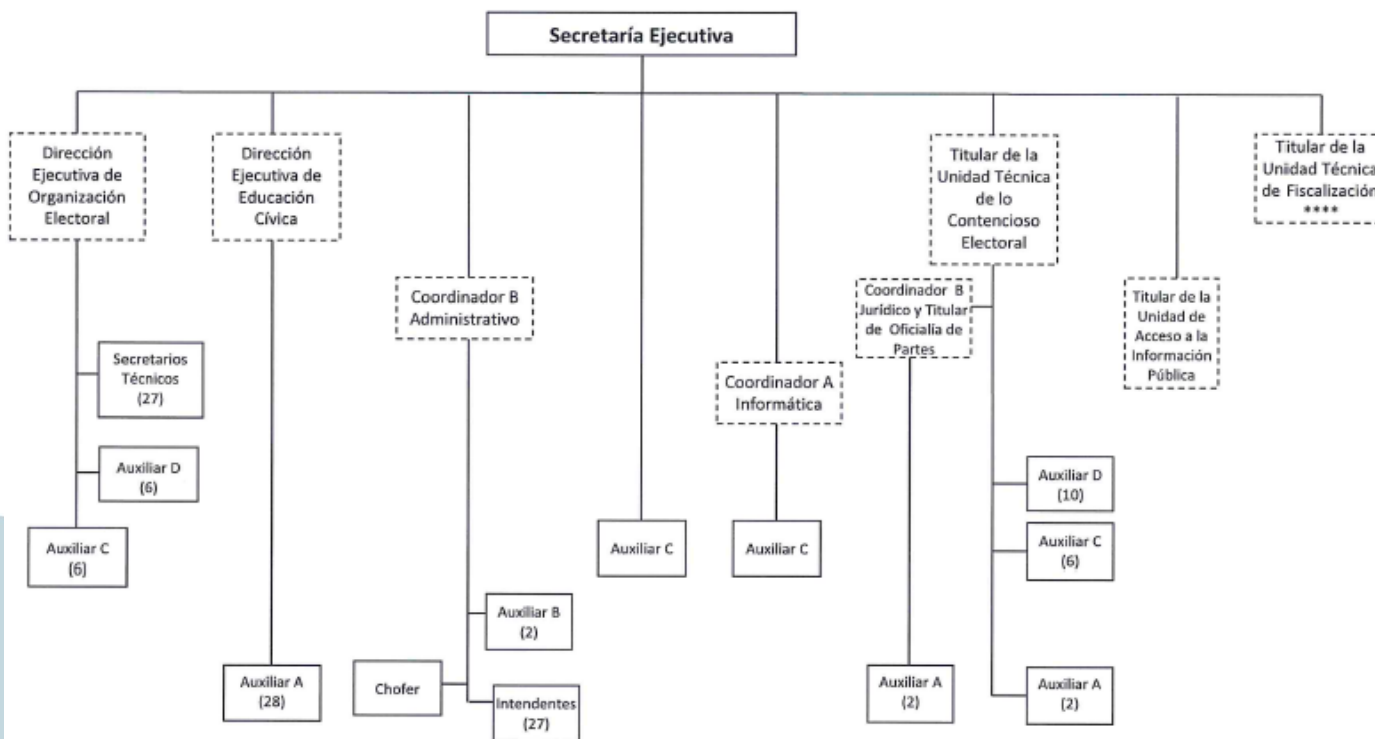 Secretaría Ejecutiva
Dirección
Ejecutiva de
Organización
Electoral
Dirección
Ejecutiva de
Educación
Cívica
Coordinador B
Administrativo
Coordinador A
Informática
Titular de la
Unidad Técnica
de lo
Contencioso
Electoral
Coordinador B
Jurídico y Titular
de Oficialía de
Partes
Titular de la
Unidad de
Acceso a la
Información
Pública
Titular de la
Unidad Técnica
de Fiscalización
****
Secretarios
Técnicos
(27)
Auxiliar D
(6)
Auxiliar C
(6)
Auxiliar A
(28)
Auxiliar B
(2)
Chofer
Intendentes
(27)
Auxiliar C
Auxiliar C
Auxiliar A
(2)
Auxiliar D
(10)
Auxiliar C
(6)
Auxiliar A
(2)